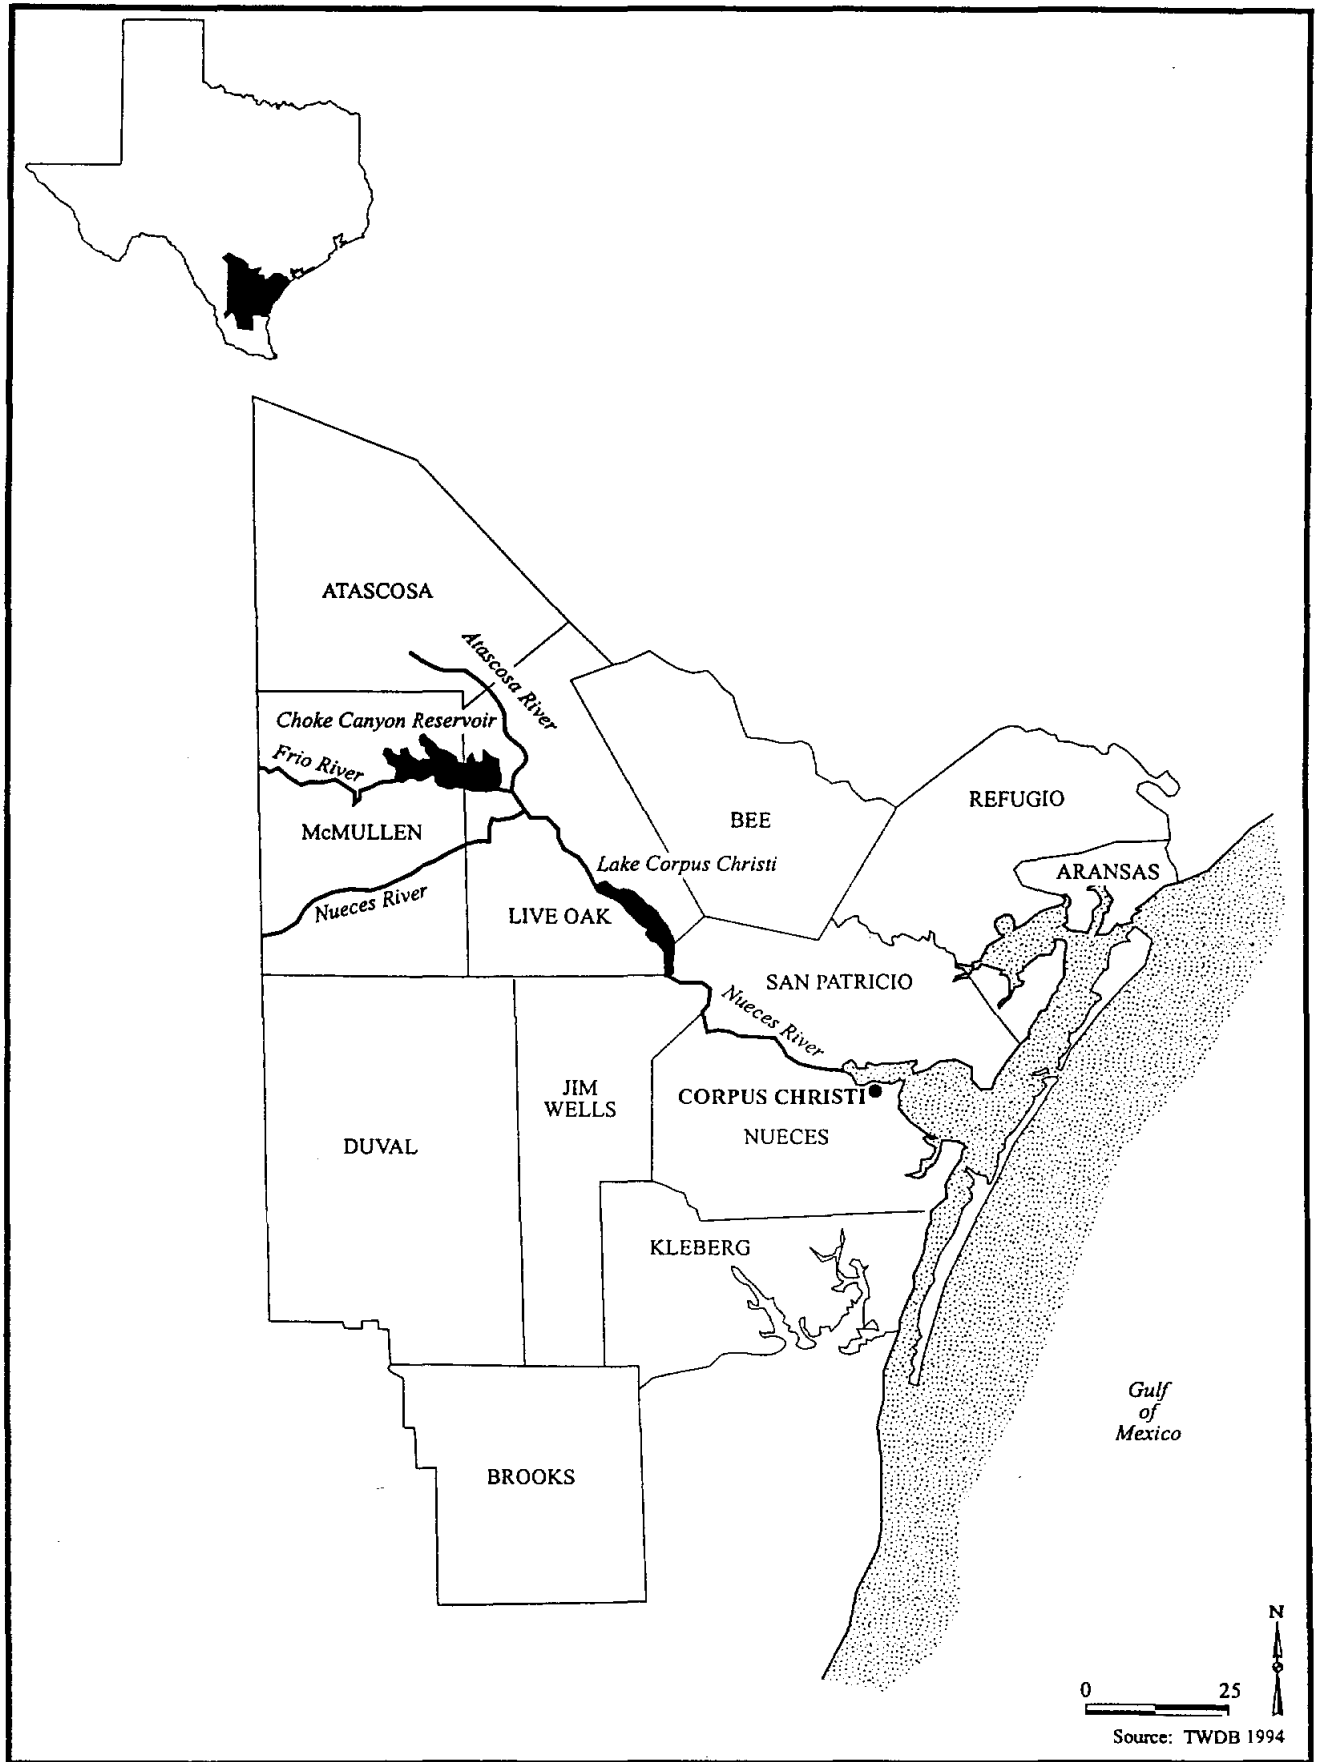 ATASCOSA
Atascosa River
Choke Canyon Reservoir
Frio River
McMULLEN
Nueces River
LIVE OAK
Lake Corpus Christi
BEE
REFUGIO
ARANSAS
SAN PATRICIO
Nueces River
CORPUS CHRISTI
NUECES
JIM
WELLS
DUVAL
KLEBERG
BROOKS
Gulf
of
Mexico
N
0 25
Source: TWDB 1994